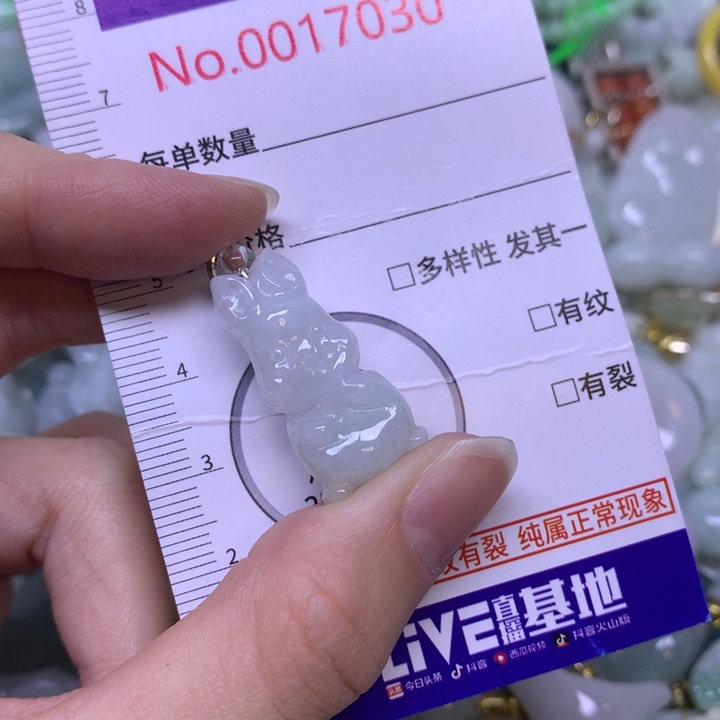 8
No.0017030
7
每单数量
价格
□多样性 发其一
5
□有纹
4
□有裂
3
2
有裂 纯属正常现象
LiVE直播基地
今日头条 抖音 西瓜视频 抖音火山版